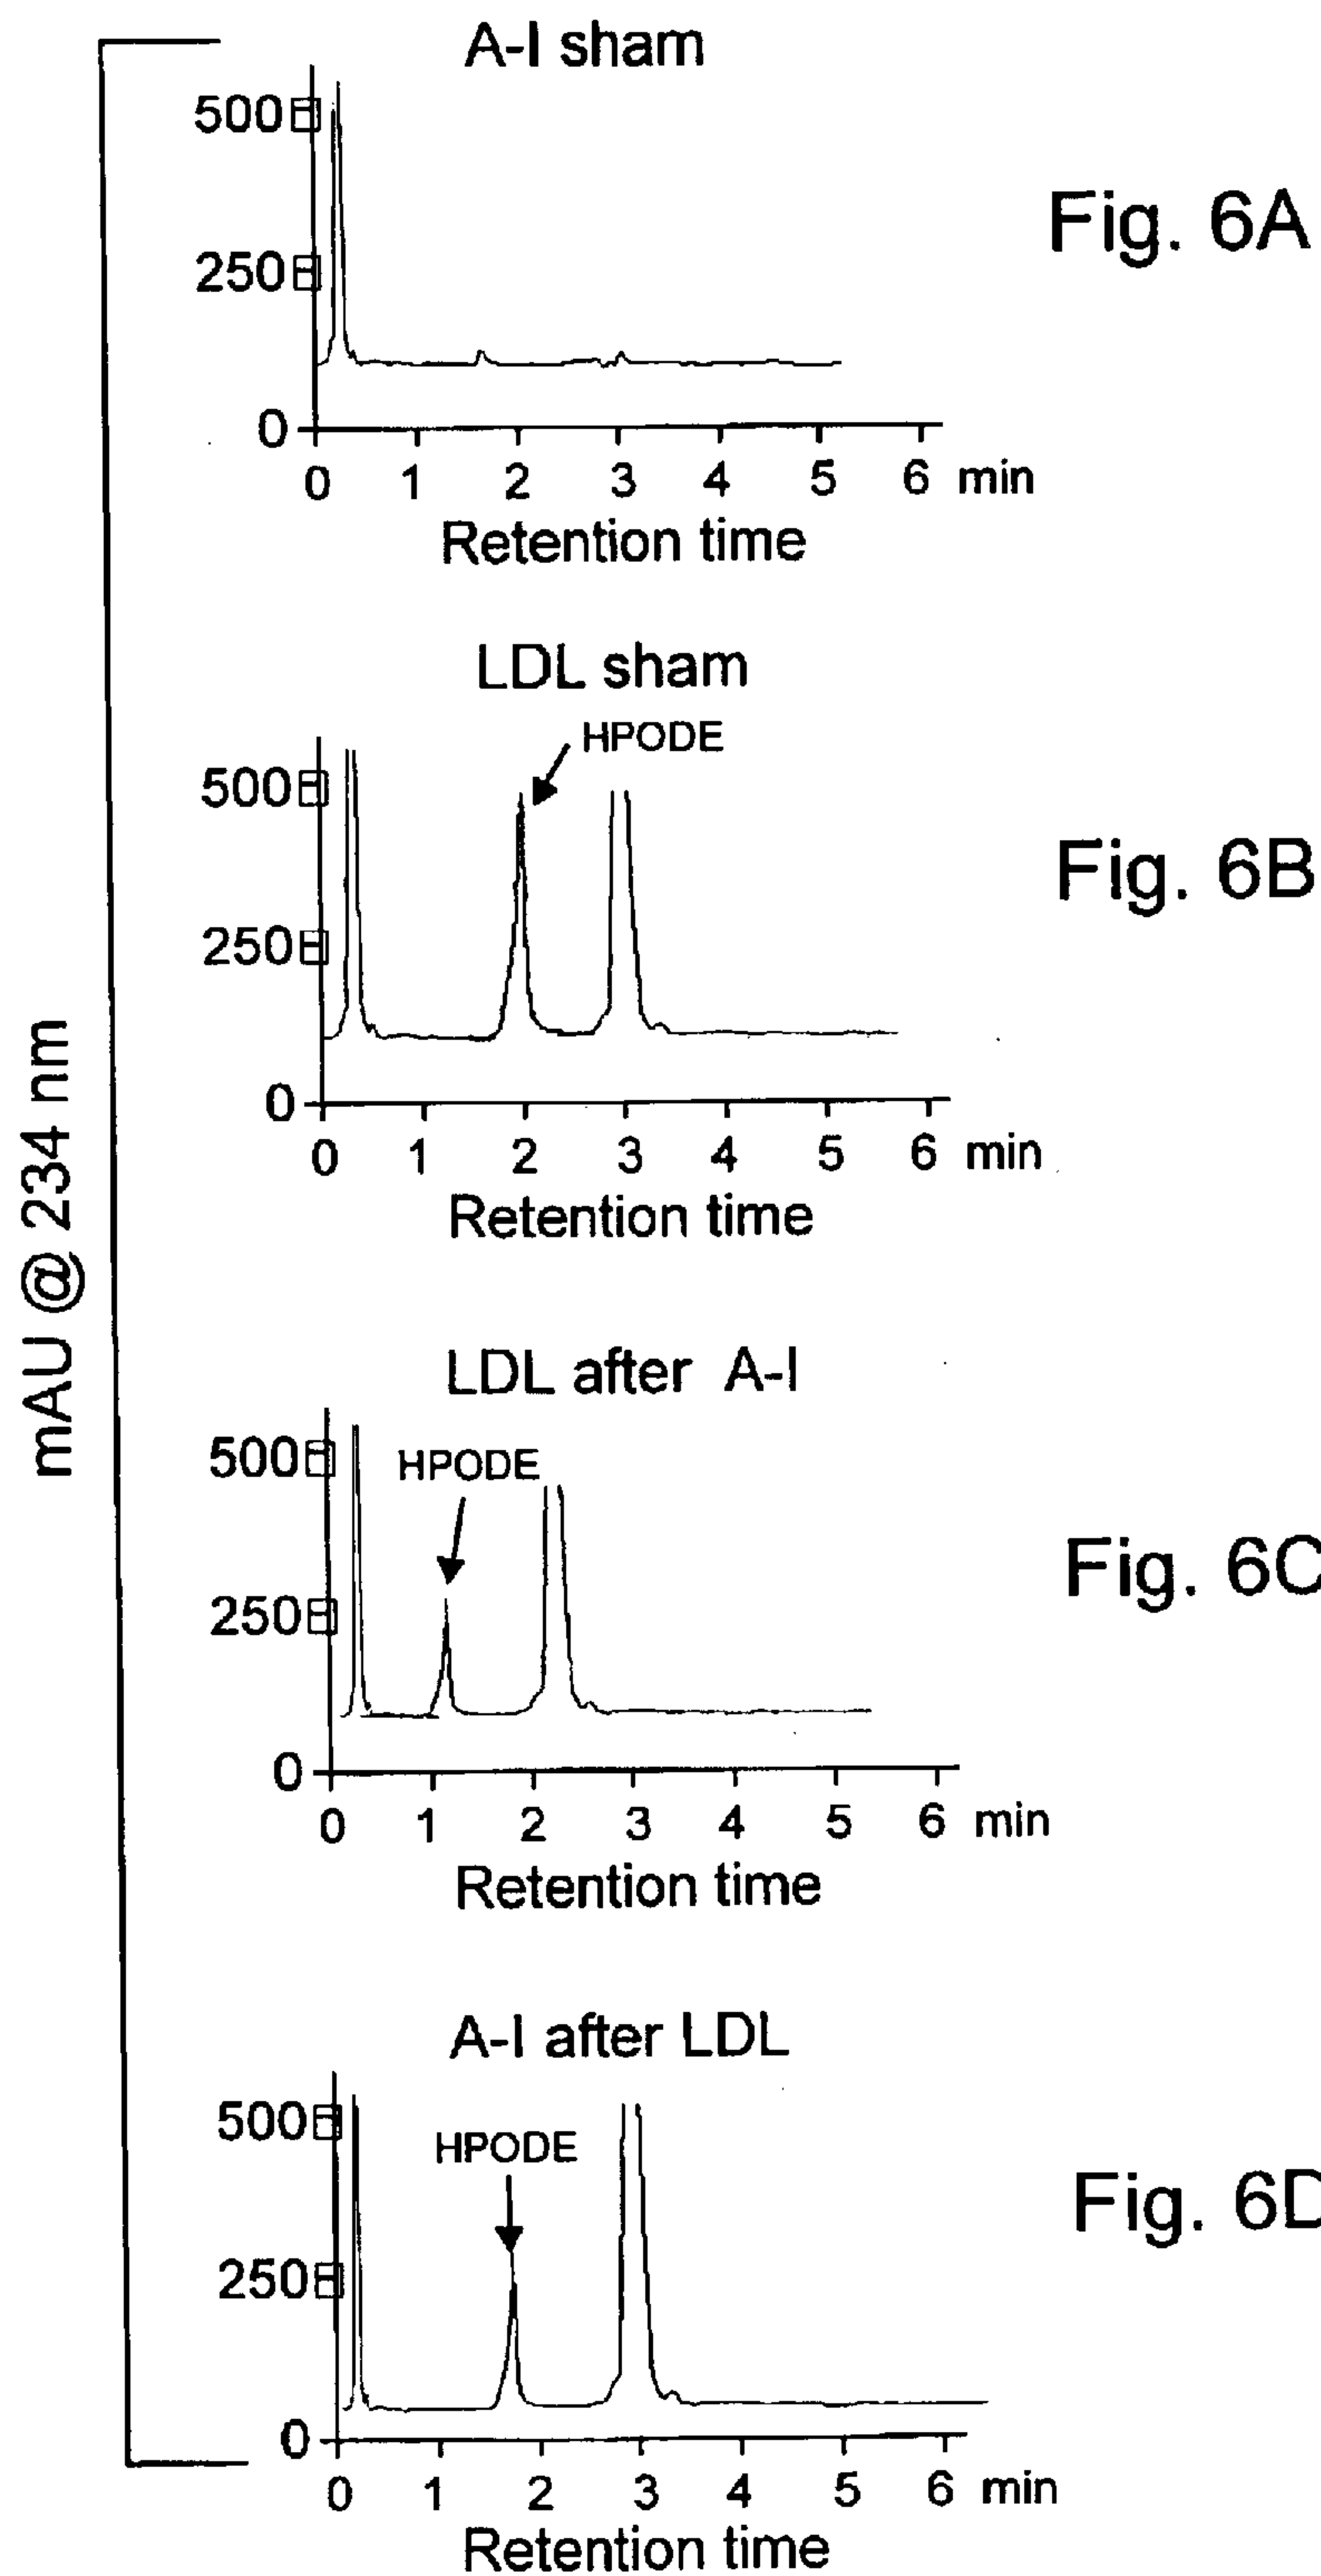 mAU @ 234 nm
A-I sham
Fig. 6A
500
250
0
0 1 2 3 4 5 6 min
Retention time
LDL sham
HPODE
Fig. 6B
500
250
0
0 1 2 3 4 5 6 min
Retention time
LDL after A-I
HPODE
Fig. 6C
500
250
0
0 1 2 3 4 5 6 min
Retention time
A-I after LDL
HPODE
Fig. 6D
500
250
0
0 1 2 3 4 5 6 min
Retention time